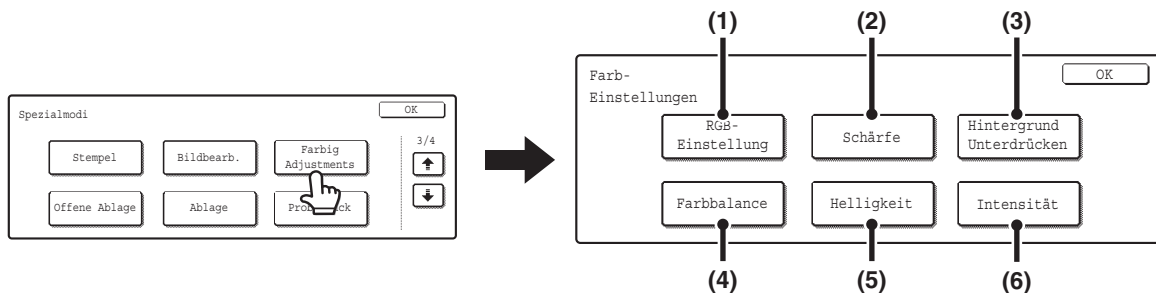 (1) (2) (3)
Spezialmodi OK
3/4
Stempel Bildbearb. Farbig
Adjustments
Offene Ablage Ablage
Farb-
Einstellungen
OK
RGB-
Einstellung
Schärfe
Hintergrund
Unterdrücken
Farbbalance Helligkeit Intensität
(4) (5) (6)